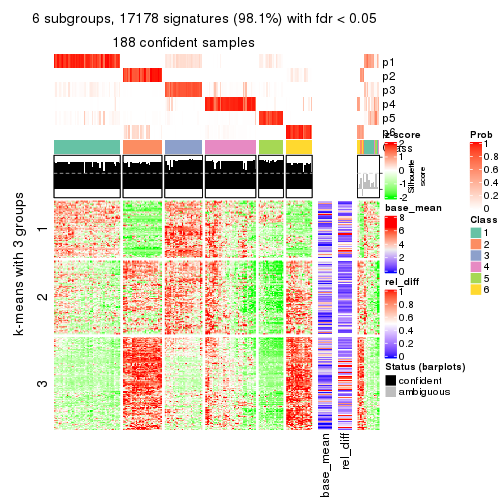 6 subgroups, 17178 signatures (98.1%) with fdr < 0.05
188 confident samples
p1
p2
p3
p4
p5
p6
Class
Silhouette
score
k-means with 3 groups
1
2
3
base_mean
rel_diff
z score
2
1
0
-1
-2
base_mean
8
6
4
2
0
rel_diff
1
0.8
0.6
0.4
0.2
0
Status (barplots)
confident
ambiguous
Prob
1
0.8
0.6
0.4
0.2
0
Class
1
2
3
4
5
6